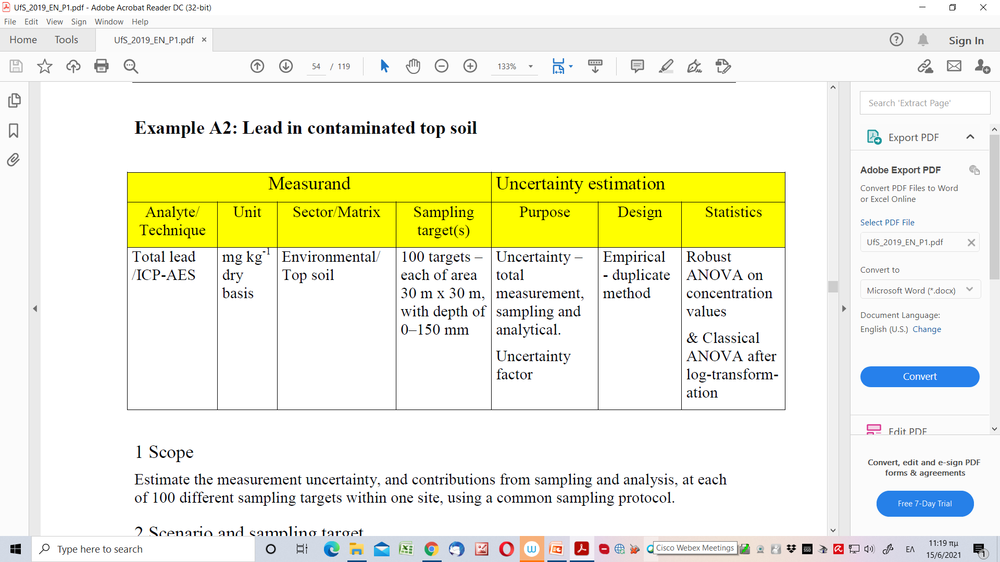 UfS_2019_EN_P1.pdf - Adobe Acrobat Reader DC (32-bit)
File Edit View Sign Window Help
Home Tools UfS_2019_EN_P1.pdf × Sign In
54 / 119 133%
Example A2: Lead in contaminated top soil
Measurand Uncertainty estimation
Analyte/
Technique
Unit
Sector/Matrix
Sampling
target(s)
Purpose
Design
Statistics
Total lead
/ICP-AES
mg kg-1
dry
basis
Environmental/
Top soil
100 targets –
each of area
30 m x 30 m,
with depth of
0–150 mm
Uncertainty –
total
measurement,
sampling and
analytical.
Uncertainty
factor
Empirical
- duplicate
method
Robust
ANOVA on
concentration
values
& Classical
ANOVA after
log-transform-
ation
1 Scope
Estimate the measurement uncertainty, and contributions from sampling and analysis, at each
of 100 different sampling targets within one site, using a common sampling protocol.
2 Scenario and sampling target
Search 'Extract Page'
Export PDF
Adobe Export PDF
Convert PDF Files to Word
or Excel Online
Select PDF File
UfS_2019_EN_P1.pdf
Convert to
Microsoft Word (*.docx)
Document Language:
English (U.S.) Change
Convert
Edit PDF
Convert, edit and e-sign PDF
forms & agreements
Free 7-Day Trial
Type here to search
Cisco Webex Meetings
SSD
ΕΛ
11:19 πμ
15/6/2021
1